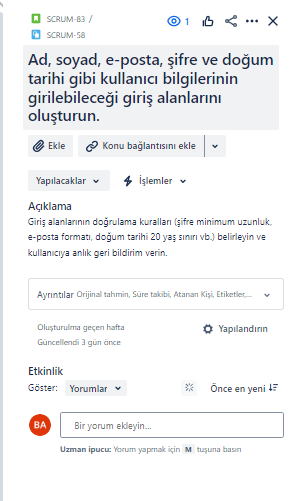 SCRUM-83 /
SCRUM-58
1
Ad, soyad, e-posta, şifre ve doğum
tarihi gibi kullanıcı bilgilerinin
girilebileceği giriş alanlarını
oluşturun.
Ekle
Konu bağlantısını ekle
Yapılacaklar
İşlemler
Açıklama
Giriş alanlarının doğrulama kuralları (şifre minimum uzunluk,
e-posta formatı, doğum tarihi 20 yaş sınırı vb.) belirleyin ve
kullanıcıya anlık geri bildirim verin.
Ayrıntılar Orijinal tahmin, Süre takibi, Atanan Kişi, Etiketler,...
Oluşturulma geçen hafta
Güncellendi 3 gün önce
Yapılandırın
Etkinlik
Göster: Yorumlar
Önce en yeni
BA
Bir yorum ekleyin...
Uzman ipucu: Yorum yapmak için M tuşuna basın